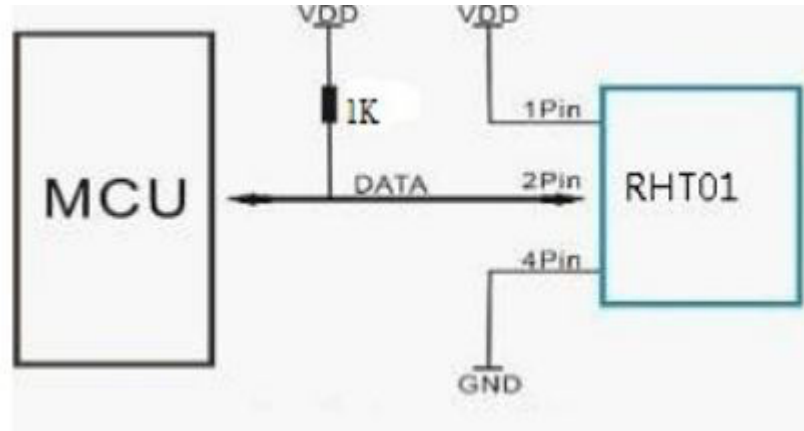 VDD VDD
1K
1Pin
MCU
DATA
2Pin
RHT01
4Pin
GND